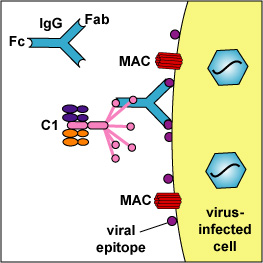 IgG
Fab
Fc
MAC
C1
MAC
viral
epitope
virus-
infected
cell